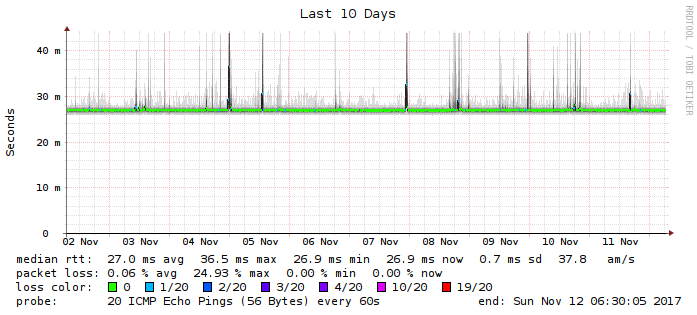 Last 10 Days
RRDTOOL / TOBI OETIKER
Seconds
40 m
30 m
20 m
10 m
0
02 Nov 03 Nov 04 Nov 05 Nov 06 Nov 07 Nov 08 Nov 09 Nov 10 Nov 11 Nov
median rtt: 27.0 ms avg 36.5 ms max 26.9 ms min 26.9 ms now 0.7 ms sd 37.8 am/s
packet loss: 0.06 % avg 24.93 % max 0.00 % min 0.00 % now
loss color: 0 1/20 2/20 3/20 4/20 10/20 19/20
probe: 20 ICMP Echo Pings (56 Bytes) every 60s end: Sun Nov 12 06:30:05 2017